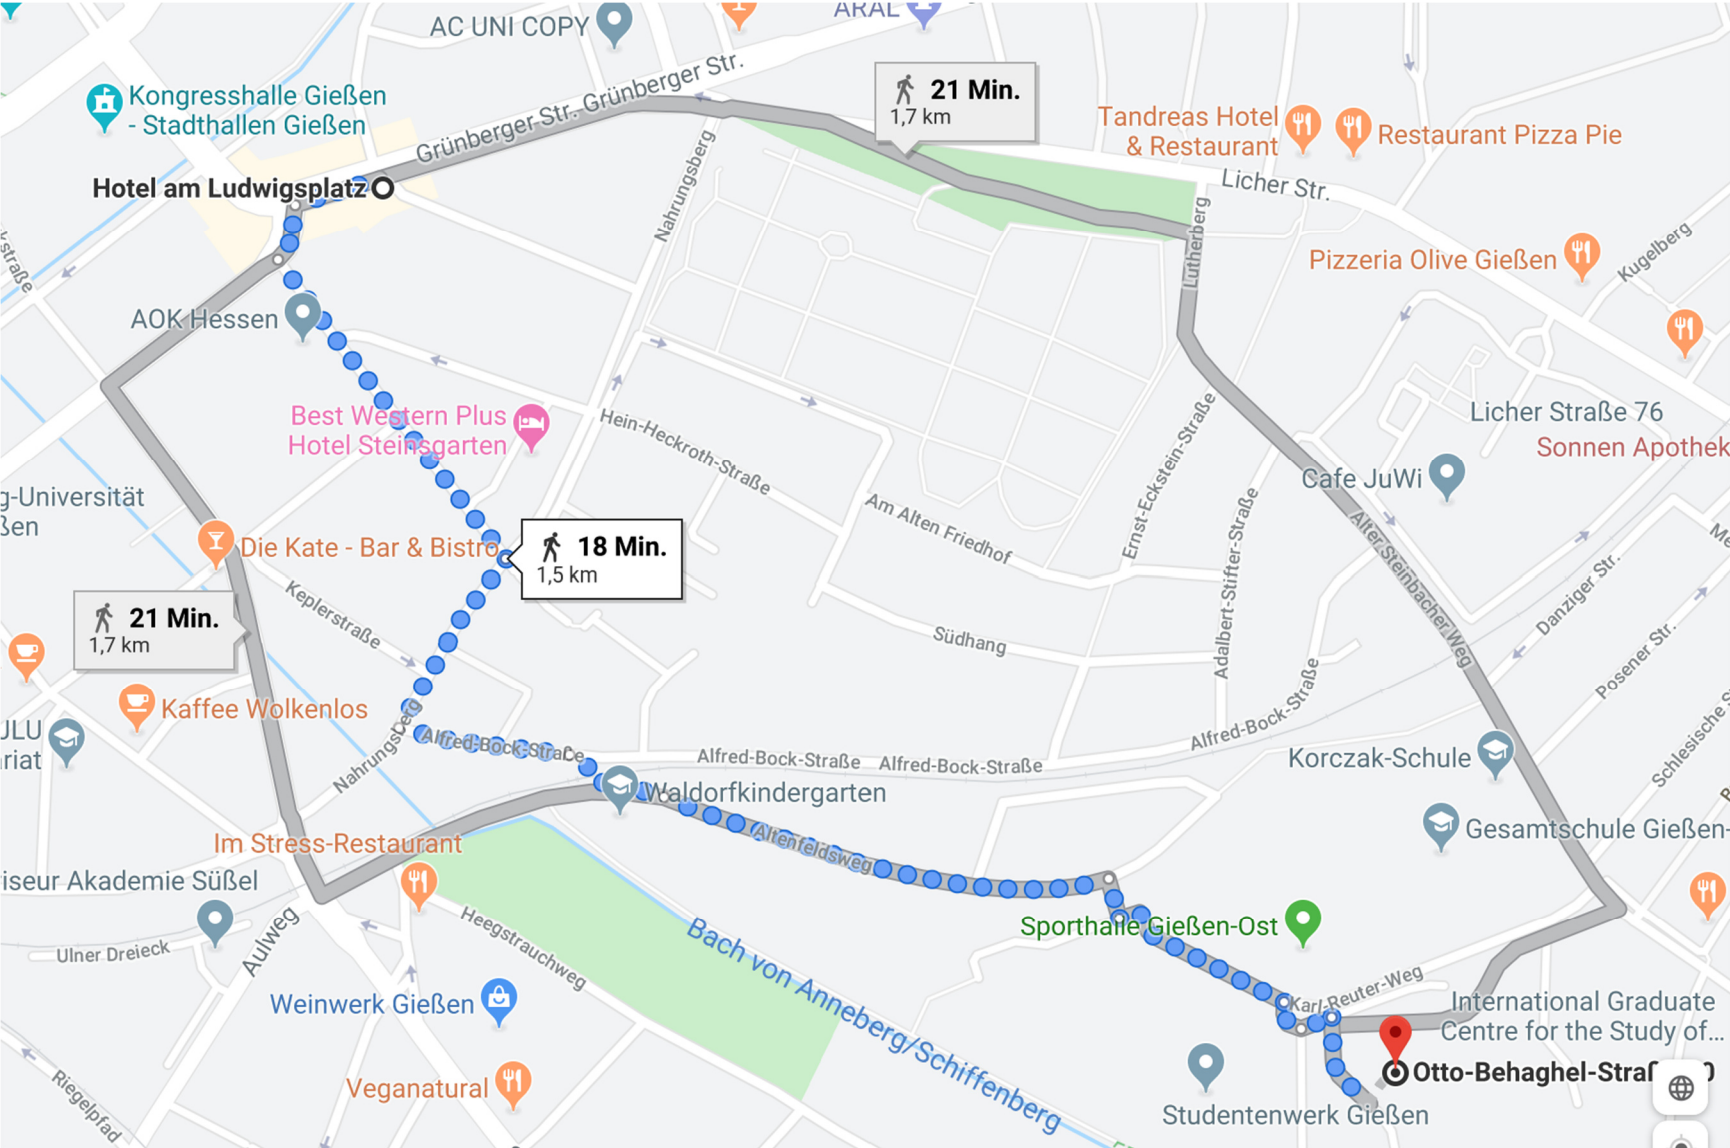 AC UNI COPY
ARAL
Kongresshalle Gießen
- Stadthallen Gießen
Grünberger Str.
Grünberger Str.
21 Min.
1,7 km
Tandreas Hotel
& Restaurant
Restaurant Pizza Pie
Hotel am Ludwigsplatz
Licher Str.
Nahrungsberg
Lutherberg
Pizzeria Olive Gießen
Kugelberg
AOK Hessen
Best Western Plus
Hotel Steinsgarten
Hein-Heckroth-Straße
Ernst-Eckstein-Straße
Licher Straße 76
Sonnen Apothek
Cafe JuWi
g-Universität
ßen
Am Alten Friedhof
Adalbert-Stifter-Straße
Alter Steinbacher Weg
Die Kate - Bar & Bistro
18 Min.
1,5 km
Keplerstraße
21 Min.
1,7 km
Südhang
Danziger Str.
Posener Str.
Kaffee Wolkenlos
Nahrungsberg
Alfred-Bock-Straße
Alfred-Bock-Straße
Alfred-Bock-Straße
Alfred-Bock-Straße
Korczak-Schule
Schlesische
riat
Waldorfkindergarten
Altenfeldsweg
Gesamtschule Gießen-
Im Stress-Restaurant
riseur Akademie Süßel
Ulner Dreieck
Aulweg
Heegstrauchweg
Sporthalle Gießen-Ost
Weinwerk Gießen
Bach von Anneberg/Schiffenberg
Karl-Reuter-Weg
International Graduate
Centre for the Study of...
Veganatural
Riegelpfad
Otto-Behaghel-Straß 0
Studentenwerk Gießen